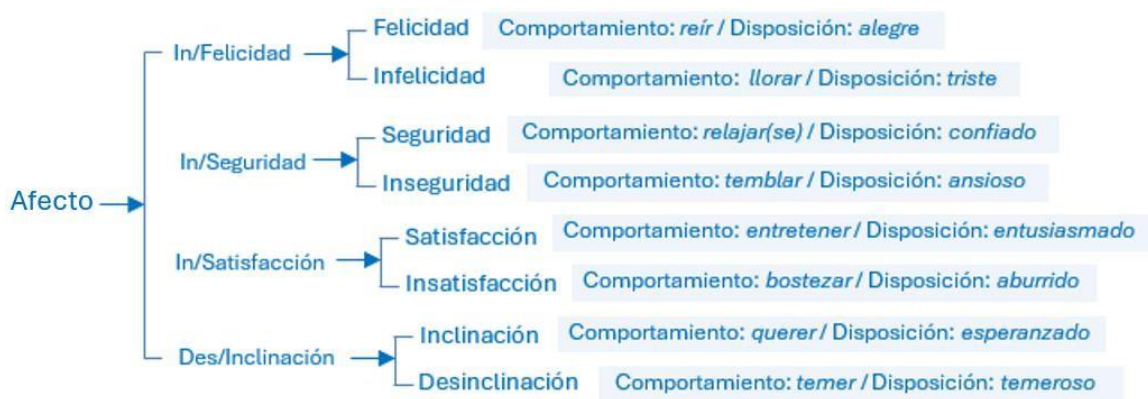 Afecto
In/Felicidad
Felicidad Comportamiento: reír / Disposición: alegre
Infelicidad Comportamiento: llorar / Disposición: triste
In/Seguridad
Seguridad Comportamiento: relajar(se) / Disposición: confiado
Inseguridad Comportamiento: temblar / Disposición: ansioso
In/Satisfacción
Satisfacción Comportamiento: entretener / Disposición: entusiasmado
Insatisfacción Comportamiento: bostezar / Disposición: aburrido
Des/Inclinación
Inclinación Comportamiento: querer / Disposición: esperanzado
Desinclinación Comportamiento: temer / Disposición: temeroso